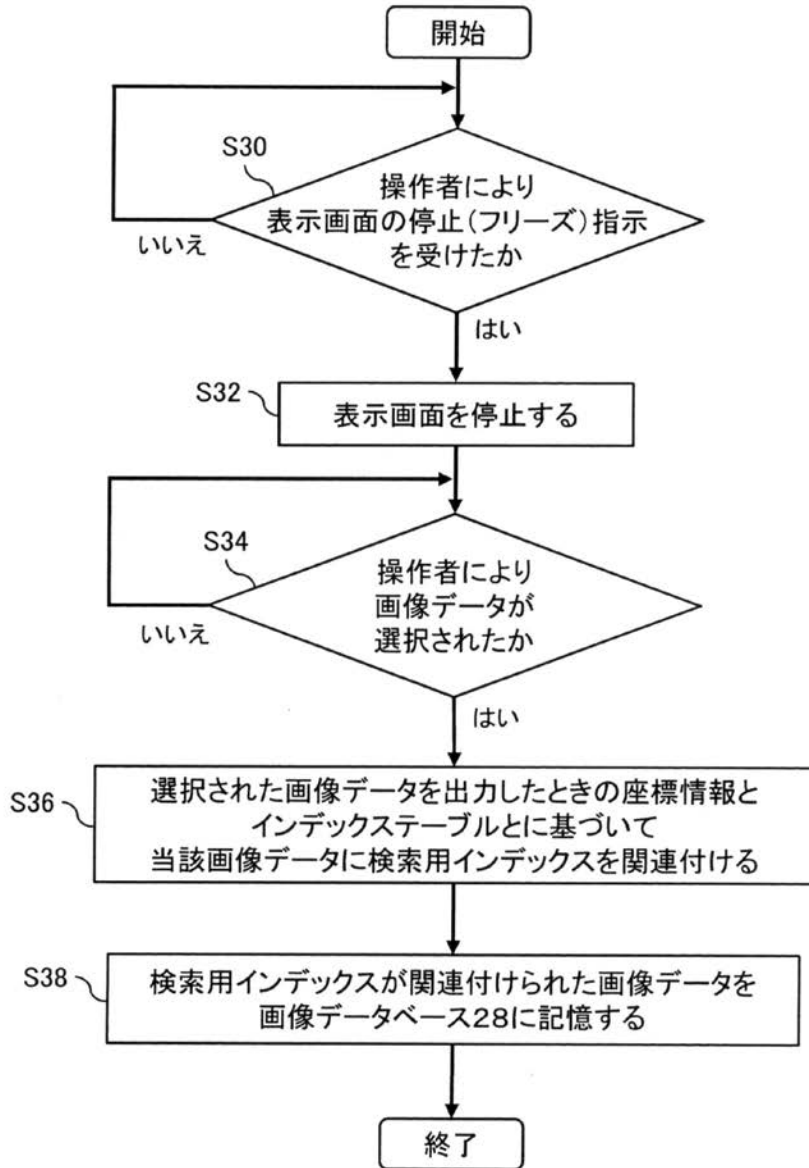 開始
S30
操作者により
表示画面の停止(フリーズ)指示
を受けたか
いいえ
はい
S32
表示画面を停止する
S34
操作者により
画像データが
選択されたか
いいえ
はい
S36
選択された画像データを出力したときの座標情報と
インデックステーブルとに基づいて
当該画像データに検索用インデックスを関連付ける
S38
検索用インデックスが関連付けられた画像データを
画像データベース28に記憶する
終了